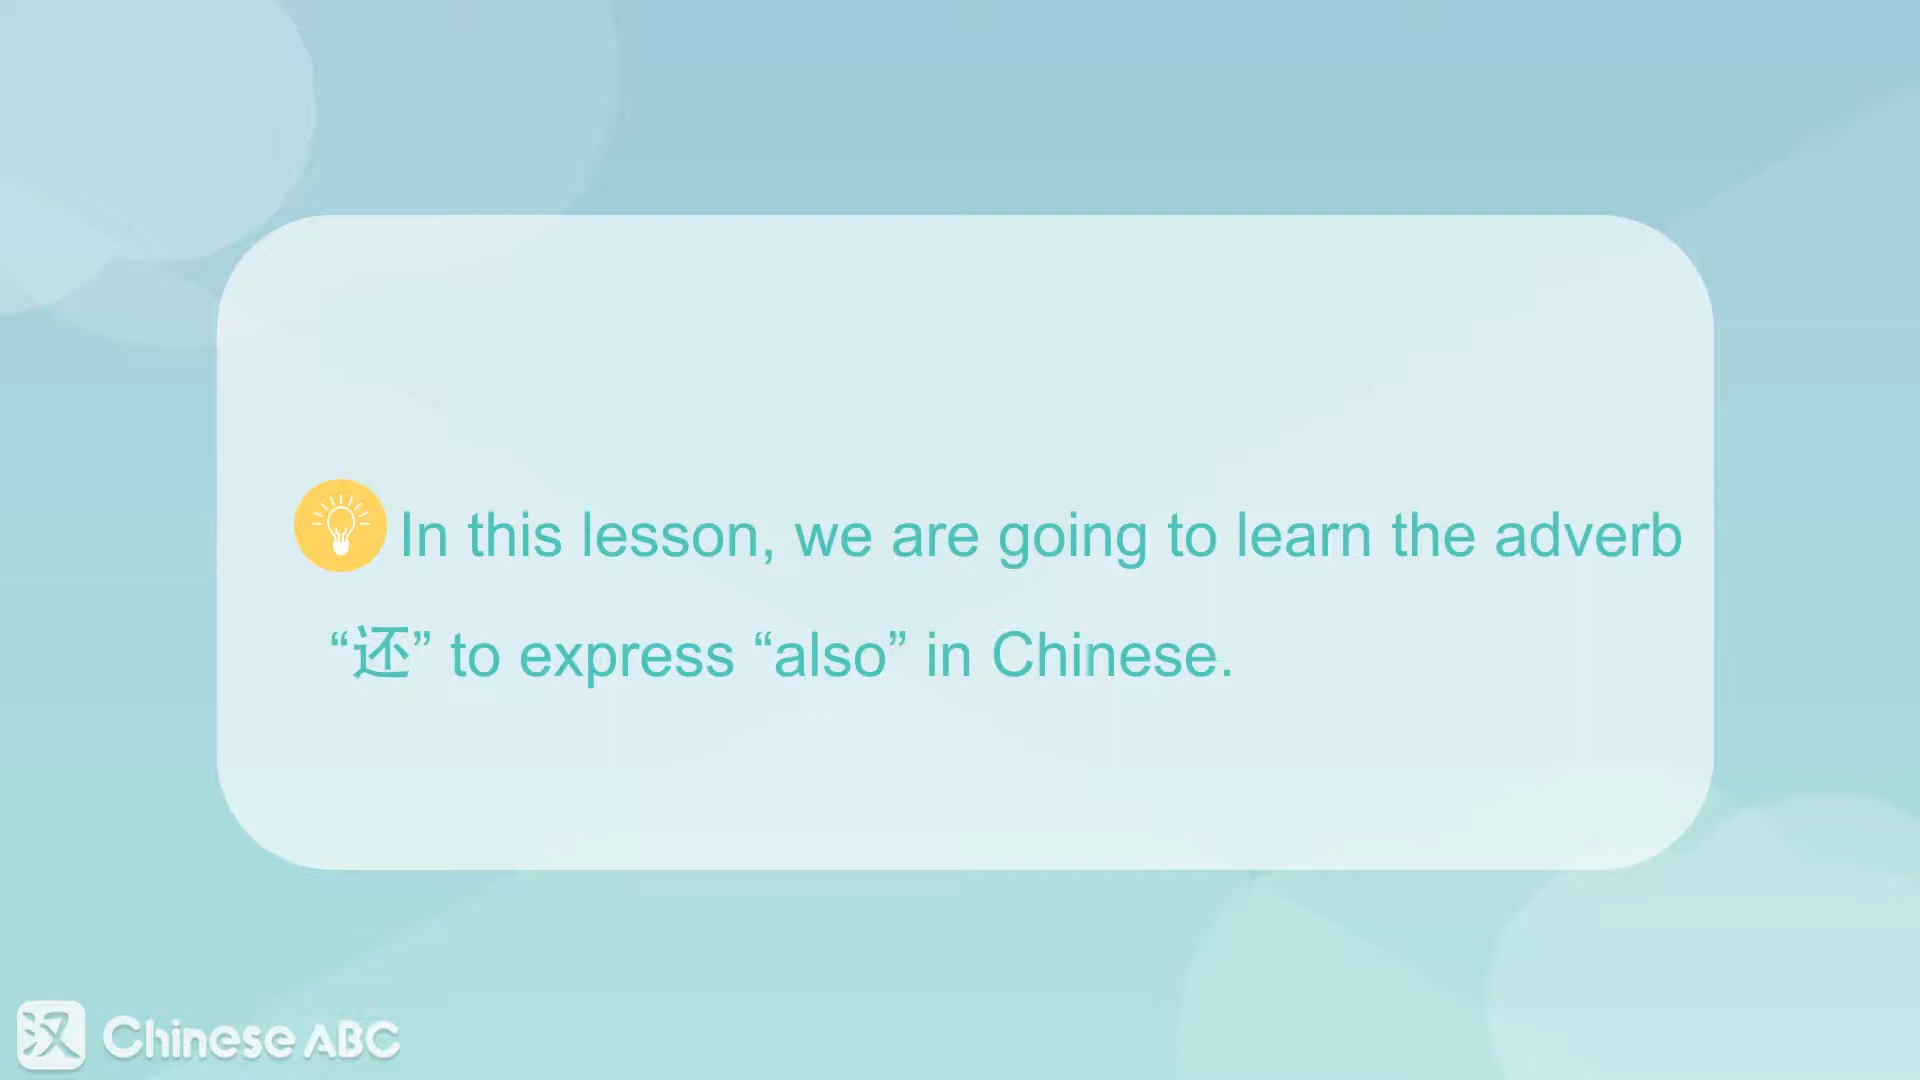 In this lesson, we are going to learn the adverb
“还” to express “also” in Chinese.
汉 Chinese ABC